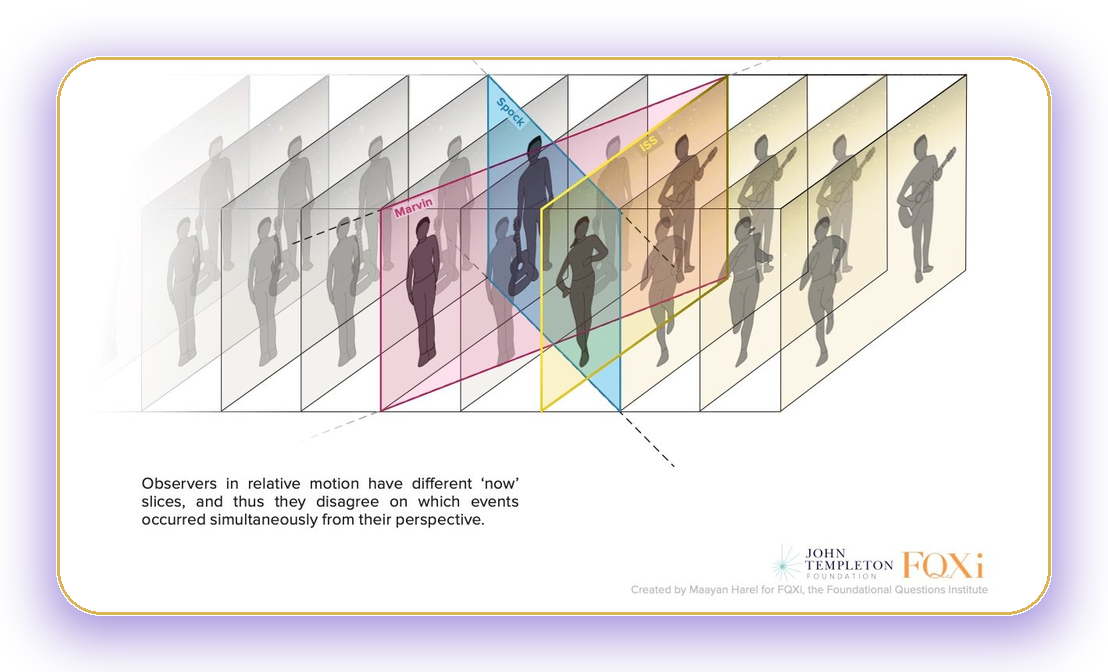 Spock
ISS
Marvin
Observers in relative motion have different ‘now’
slices, and thus they disagree on which events
occurred simultaneously from their perspective.
JOHN
TEMPLETON
FOUNDATION
FQXi
Created by Maayan Harel for FQXi, the Foundational Questions Institute